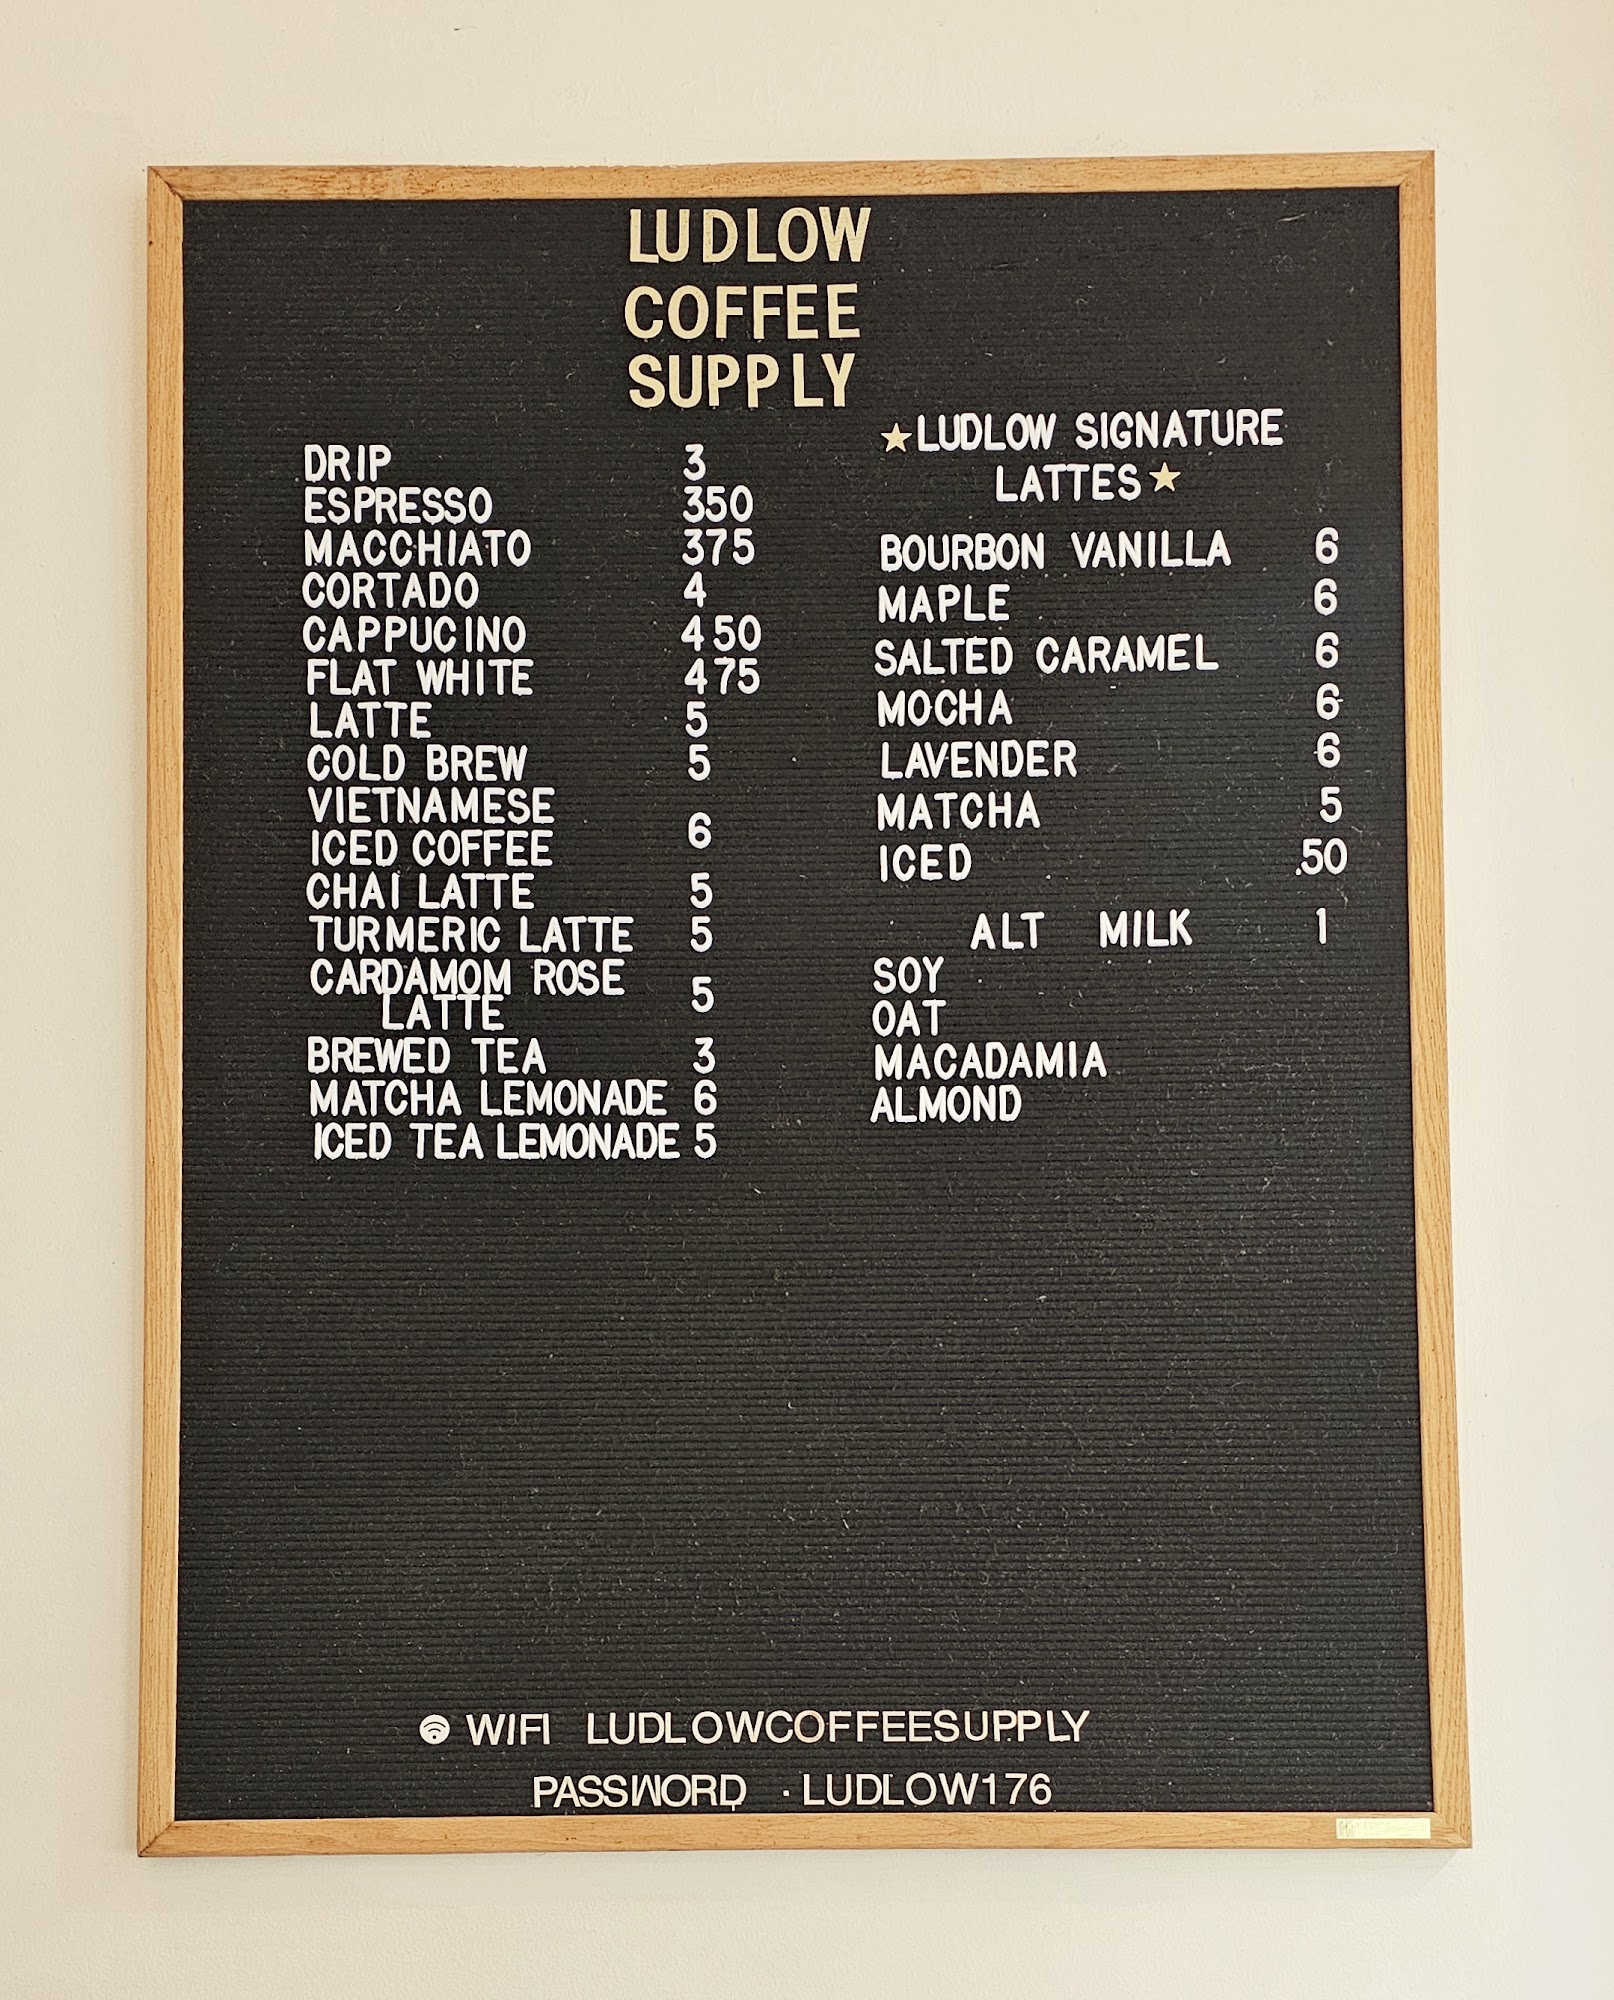 LUDLOW
COFFEE
SUPPLY
DRIP 3
ESPRESSO 350
MACCHIATO 375
CORTADO 4
CAPPUCINO 450
FLAT WHITE 475
LATTE 5
COLD BREW 5
VIETNAMESE
ICED COFFEE 6
CHAI LATTE 5
TURMERIC LATTE 5
CARDAMOM ROSE
LATTE 5
BREWED TEA 3
MATCHA LEMONADE 6
ICED TEA LEMONADE 5
★LUDLOW SIGNATURE
LATTES★
BOURBON VANILLA 6
MAPLE 6
SALTED CARAMEL 6
MOCHA 6
LAVENDER 6
MATCHA 5
ICED .50
ALT MILK 1
SOY
OAT
MACADAMIA
ALMOND
WIFI LUDLOWCOFFEESUPPLY
PASSWORD · LUDLOW176